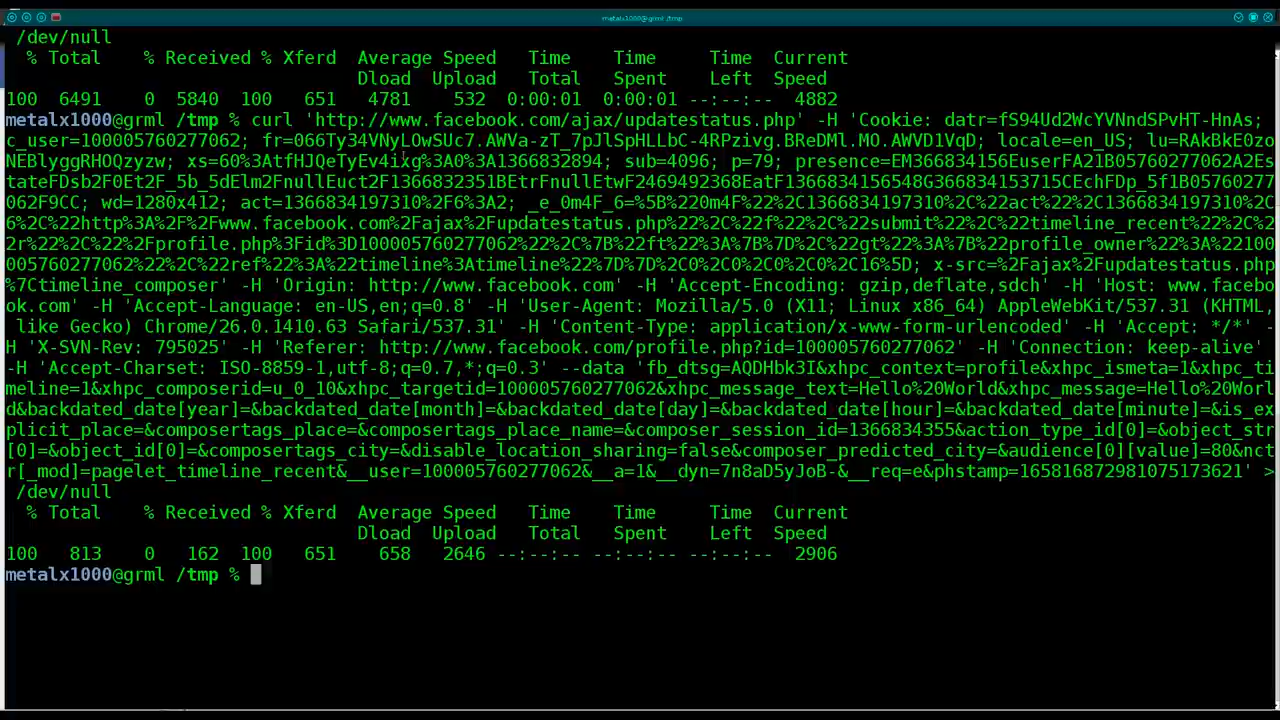 metalx1000@grml /tmp
/dev/null
% Total % Received % Xferd Average Speed Time Time Time Current
Dload Upload Total Spent Left Speed
100 6491 0 5840 100 651 4781 532 0:00:01 0:00:01 --:--:-- 4882
metalx1000@grml /tmp % curl 'http://www.facebook.com/ajax/updatestatus.php' -H 'Cookie: datr=fS94Ud2WcYVNndSPvHT-HnAs;
c_user=100005760277062; fr=066Ty34VNyLOwSUc7.AWVa-zT_7pJlSpHLLbC-4RPzivg.BReDMl.MO.AWVD1VqD; locale=en_US; lu=RAkBkE0zo
NEBlyggRHOQzyzw; xs=60%3AtfHJQeTyEv4ixg%3A0%3A1366832894; sub=4096; p=79; presence=EM366834156EuserFA21B05760277062A2Es
tateFDsb2F0Et2F_5b_5dElm2FnullEuct2F1366832351BEtrFnullEtwF2469492368EatF1366834156548G366834153715CEchFDp_5f1B05760277
062F9CC; wd=1280x412; act=1366834197310%2F6%3A2; _e_0m4F_6=%5B%220m4F%22%2C1366834197310%2C%22act%22%2C1366834197310%2C
6%2C%22http%3A%2F%2Fwww.facebook.com%2Fajax%2Fupdatestatus.php%22%2C%22f%22%2C%22submit%22%2C%22timeline_recent%22%2C%2
2r%22%2C%22%2Fprofile.php%3Fid%3D100005760277062%22%2C%7B%22ft%22%3A%7B%7D%2C%22gt%22%3A%7B%22profile_owner%22%3A%22100
005760277062%22%2C%22ref%22%3A%22timeline%3Atimeline%22%7D%7D%2C0%2C0%2C0%2C0%2C16%5D; x-src=%2Fajax%2Fupdatestatus.php
%7Ctimeline_composer' -H 'Origin: http://www.facebook.com' -H 'Accept-Encoding: gzip,deflate,sdch' -H 'Host: www.facebo
ok.com' -H 'Accept-Language: en-US,en;q=0.8' -H 'User-Agent: Mozilla/5.0 (X11; Linux x86_64) AppleWebKit/537.31 (KHTML,
like Gecko) Chrome/26.0.1410.63 Safari/537.31' -H 'Content-Type: application/x-www-form-urlencoded' -H 'Accept: */*' -
H 'X-SVN-Rev: 795025' -H 'Referer: http://www.facebook.com/profile.php?id=100005760277062' -H 'Connection: keep-alive'
-H 'Accept-Charset: ISO-8859-1,utf-8;q=0.7,*;q=0.3' --data 'fb_dtsg=AQDHbk3I&xhpc_context=profile&xhpc_ismeta=1&xhpc_ti
meline=1&xhpc_composerid=u_0_10&xhpc_targetid=100005760277062&xhpc_message_text=Hello%20World&xhpc_message=Hello%20Worl
d&backdated_date[year]=&backdated_date[month]=&backdated_date[day]=&backdated_date[hour]=&backdated_date[minute]=&is_ex
plicit_place=&composertags_place=&composertags_place_name=&composer_session_id=1366834355&action_type_id[0]=&object_str
[0]=&object_id[0]=&composertags_city=&disable_location_sharing=false&composer_predicted_city=&audience[0][value]=80&nct
r[_mod]=pagelet_timeline_recent&__user=100005760277062&__a=1&__dyn=7n8aD5yJoB-&__req=e&phstamp=165816872981075173621' >
/dev/null
% Total % Received % Xferd Average Speed Time Time Time Current
Dload Upload Total Spent Left Speed
100 813 0 162 100 651 658 2646 --:--:-- --:--:-- --:--:-- 2906
metalx1000@grml /tmp %